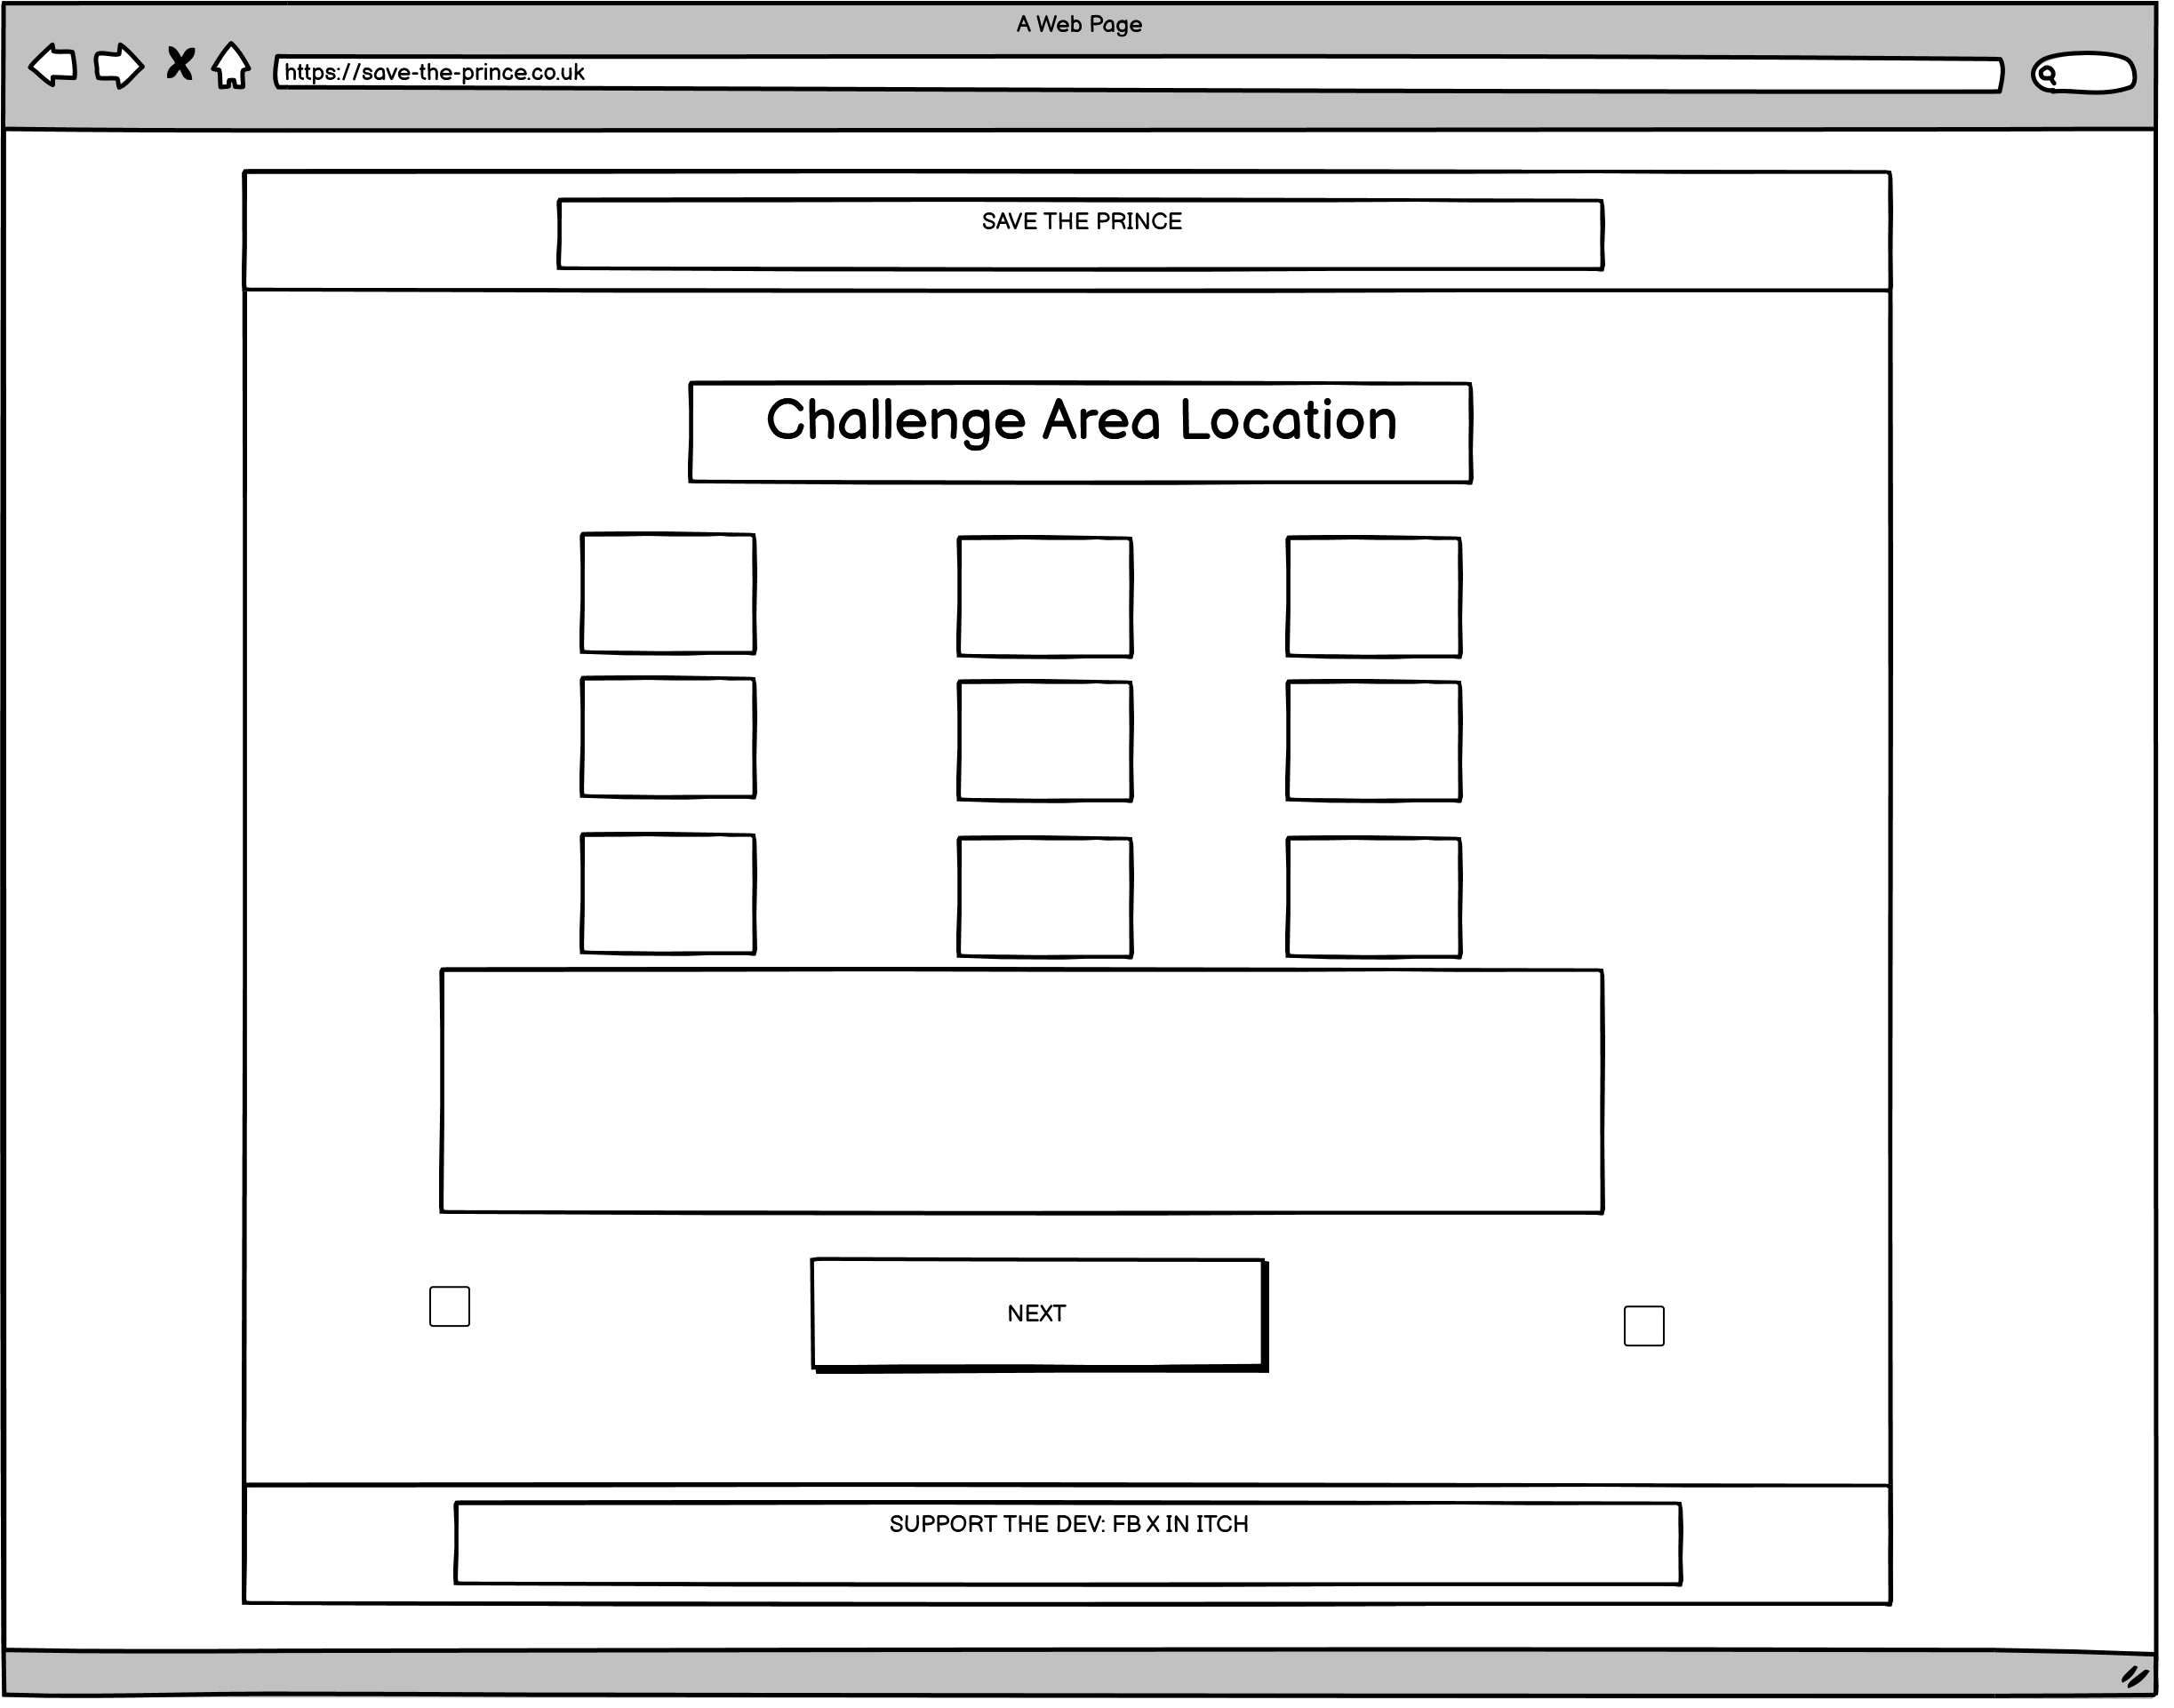 A Web Page
https://save-the-prince.co.uk
SAVE THE PRINCE
Challenge Area Location
NEXT
SUPPORT THE DEV: FB X IN ITCH